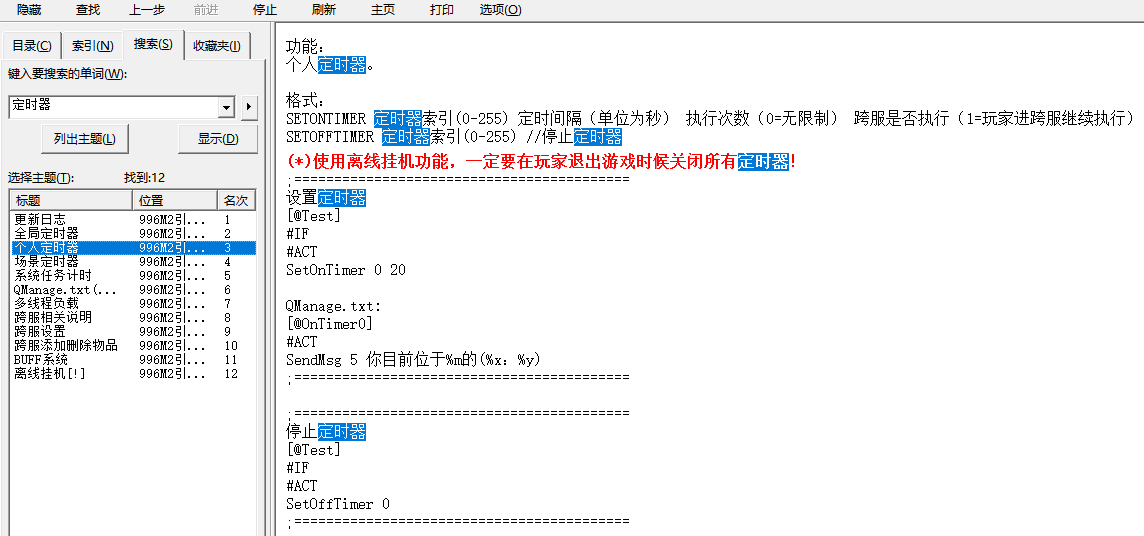 隐藏 查找 上一步 前进 停止 刷新 主页 打印 选项(O)
目录(C) 索引(N) 搜索(S) 收藏夹(I)
键入要搜索的单词(W):
定时器
列出主题(L) 显示(D)
选择主题(T): 找到:12
标题 位置 名次
更新日志 996M2引... 1
全局定时器 996M2引... 2
个人定时器 996M2引... 3
场景定时器 996M2引... 4
系统任务计时 996M2引... 5
QManage.txt(... 996M2引... 6
多线程负载 996M2引... 7
跨服相关说明 996M2引... 8
跨服设置 996M2引... 9
跨服添加删除物品 996M2引... 10
BUFF系统 996M2引... 11
离线挂机[!] 996M2引... 12
功能:
个人定时器。
格式:
SETONTIMER 定时器索引(0-255) 定时间隔（单位为秒） 执行次数（0=无限制） 跨服是否执行（1=玩家进跨服继续执行）
SETOFFTIMER 定时器索引(0-255) //停止定时器
(*)使用离线挂机功能，一定要在玩家退出游戏时候关闭所有定时器!
;==========================================
设置定时器
[@Test]
#IF
#ACT
SetOnTimer 0 20
QManage.txt:
[@OnTimer0]
#ACT
SendMsg 5 你目前位于%m的(%x：%y)
;==========================================
;==========================================
停止定时器
[@Test]
#IF
#ACT
SetOffTimer 0
;==========================================